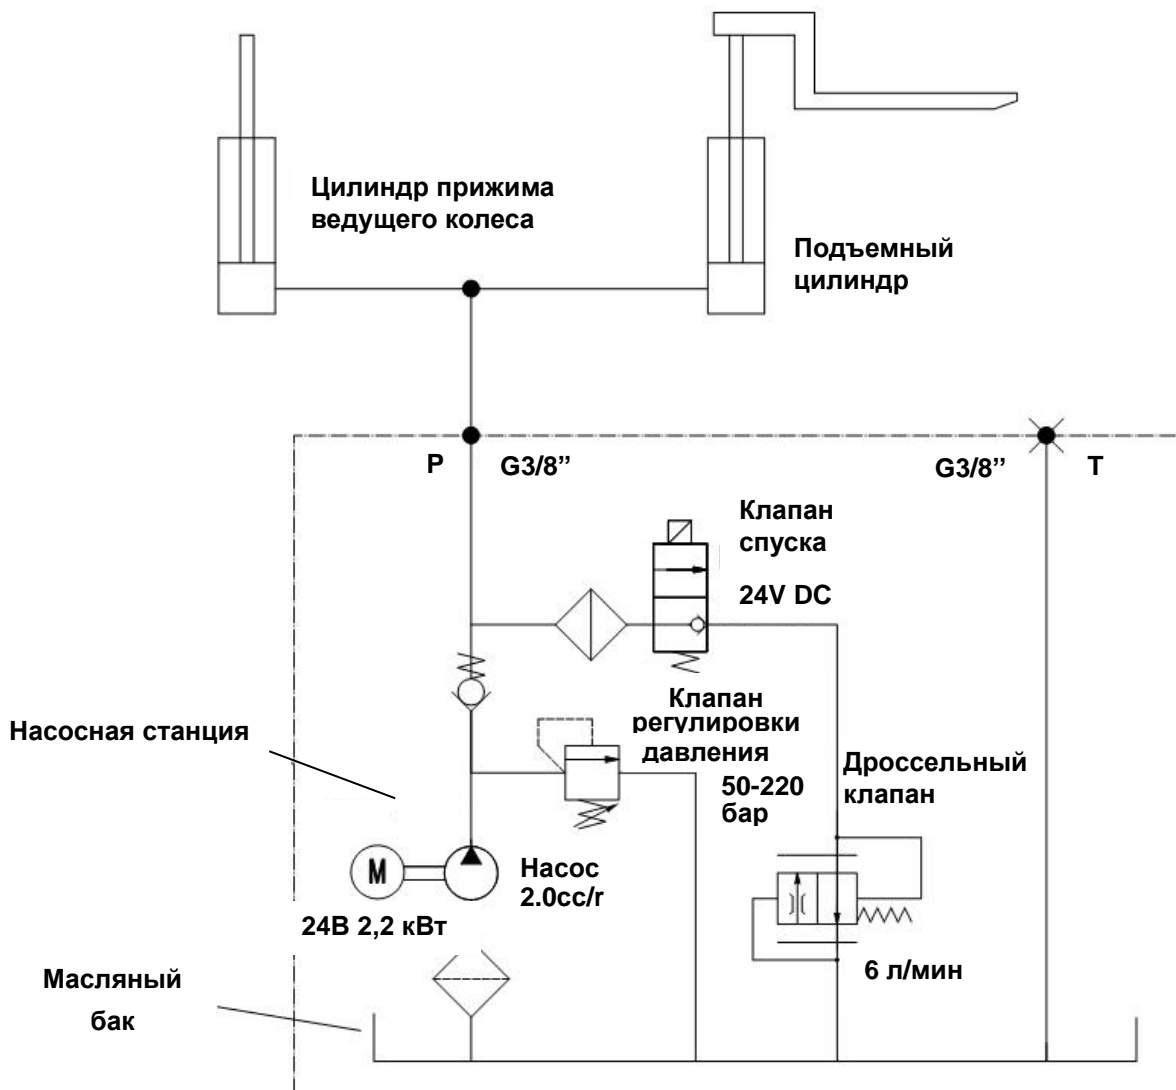 Цилиндр прижима
ведущего колеса
Подъемный
цилиндр
P
G3/8’’
G3/8’’
T
Клапан
спуска
24V DC
Клапан
регулировки
давления
50-220
бар
Насосная станция
Дроссельный
клапан
M
Насос
2.0cc/r
24В 2,2 кВт
6 л/мин
Масляный
бак